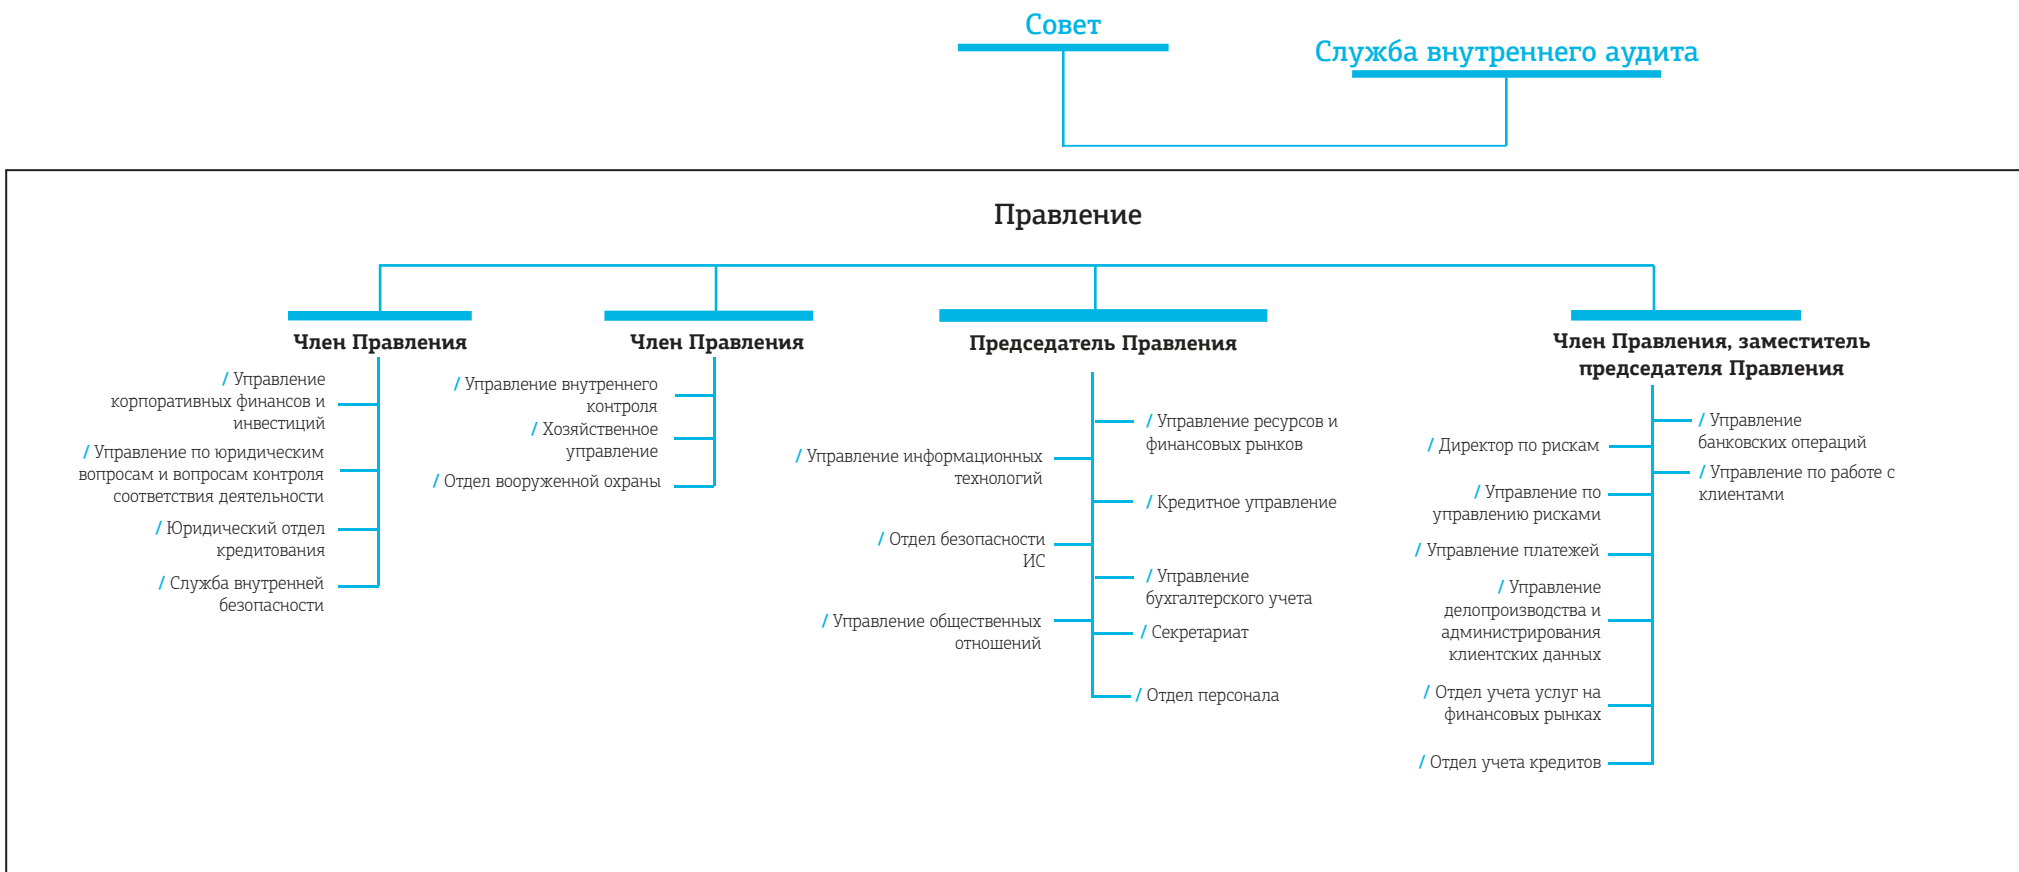 Совет
Служба внутреннего аудита
Правление
Член Правления
/ Управление
корпоративных финансов и
инвестиций
/ Управление по юридическим
вопросам и вопросам контроля
соответствия деятельности
/ Юридический отдел
кредитования
/ Служба внутренней
безопасности
Член Правления
/ Управление внутреннего
контроля
/ Хозяйственное
управление
/ Отдел вооруженной охраны
Председатель Правления
/ Управление информационных
технологий
/ Отдел безопасности
ИС
/ Управление общественных
отношений
/ Управление ресурсов и
финансовых рынков
/ Кредитное управление
/ Управление
бухгалтерского учета
/ Секретариат
/ Отдел персонала
Член Правления, заместитель
председателя Правления
/ Директор по рискам
/ Управление по
управлению рисками
/ Управление платежей
/ Управление
делопроизводства и
администрирования
клиентских данных
/ Отдел учета услуг на
финансовых рынках
/ Отдел учета кредитов
/ Управление
банковских операций
/ Управление по работе с
клиентами